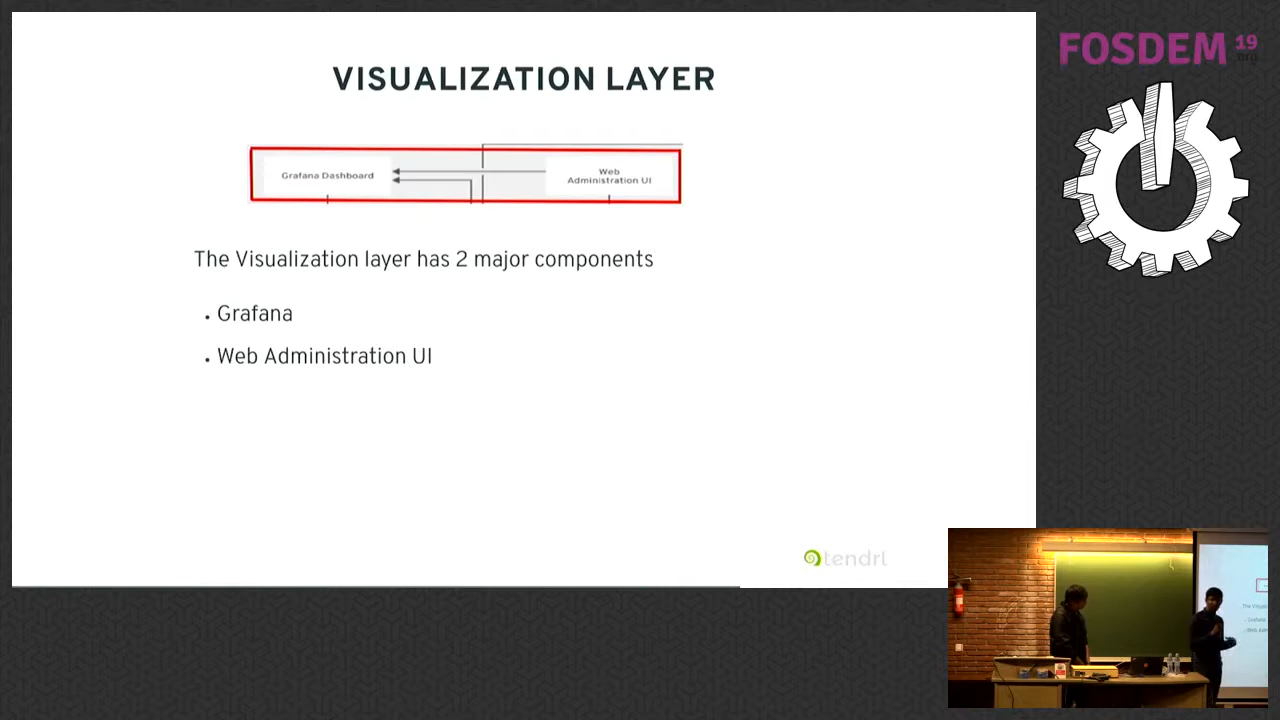 VISUALIZATION LAYER
Grafana Dashboard
Web
Administration UI
The Visualization layer has 2 major components
• Grafana
• Web Administration UI
tendrl
FOSDEM 19
.org